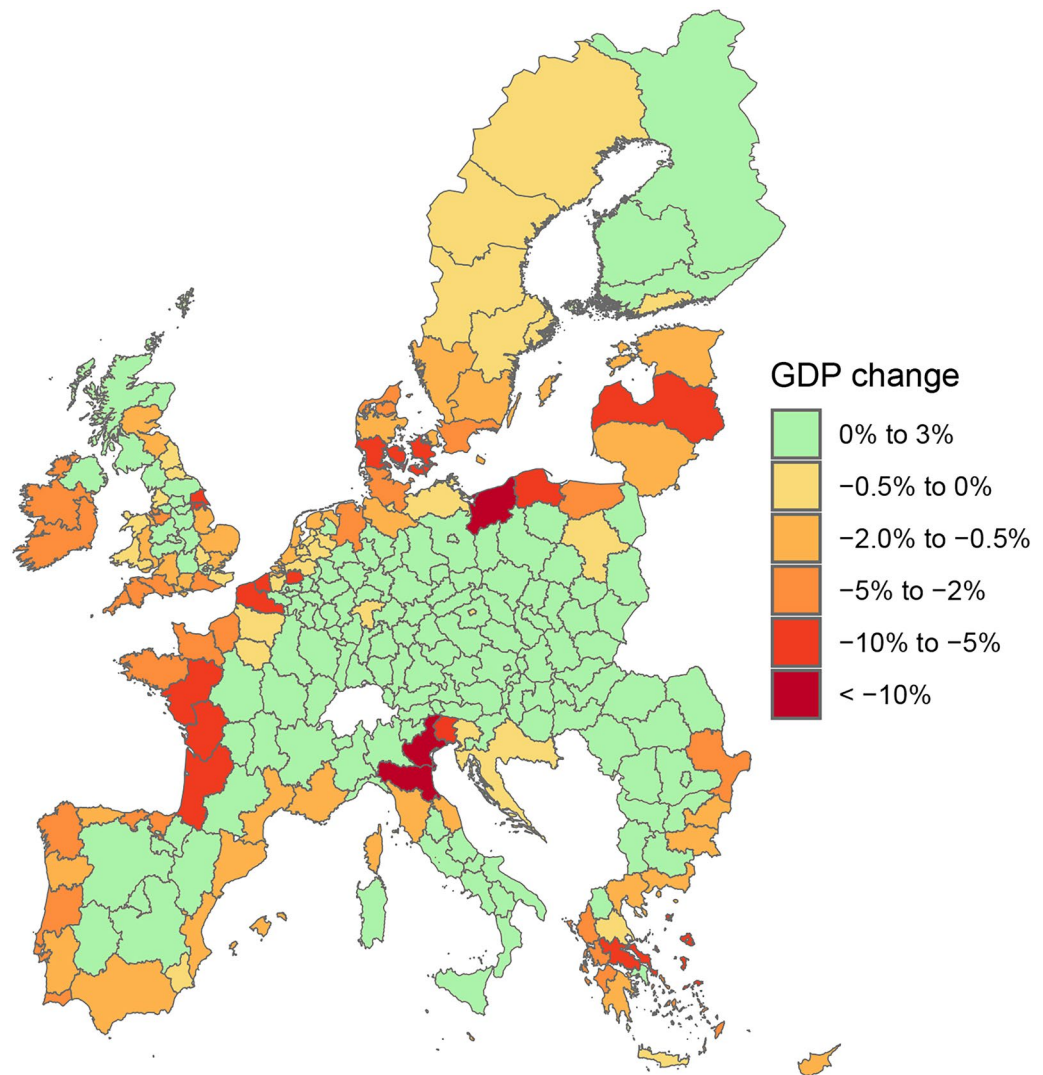 GDP change
0% to 3%
−0.5% to 0%
−2.0% to −0.5%
−5% to −2%
−10% to −5%
< −10%